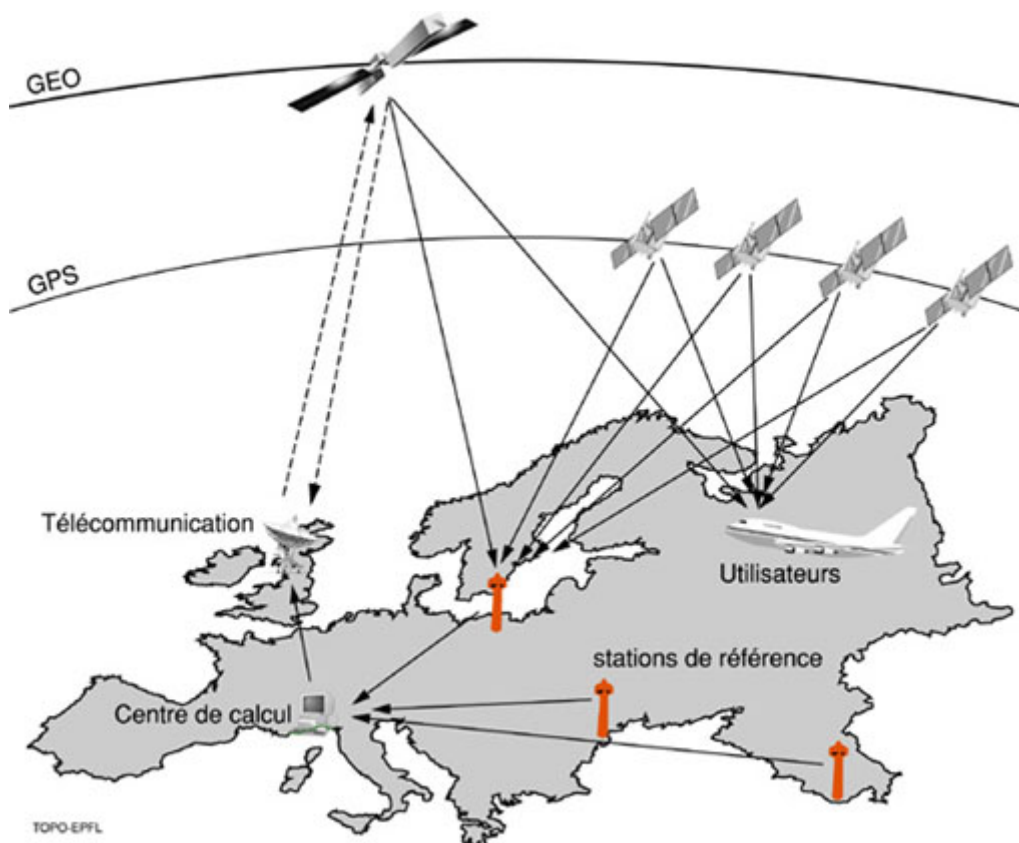 GEO
GPS
Télécommunication
Utilisateurs
stations de référence
Centre de calcul
TOPO-EPFL